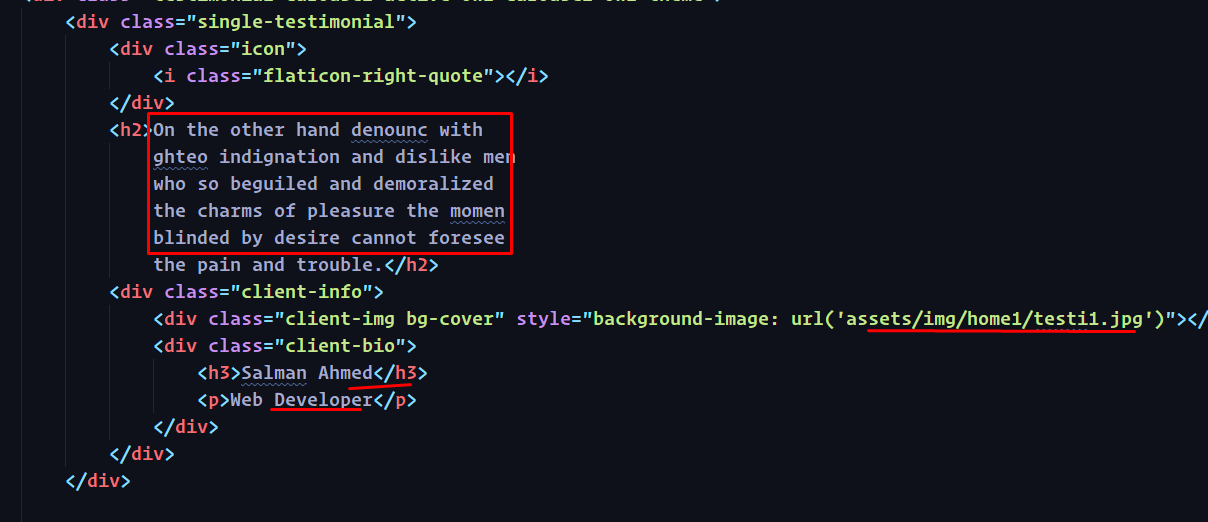 <div class="single-testimonial">
<div class="icon">
<i class="flaticon-right-quote"></i>
</div>
<h2>On the other hand denounc with
ghteo indignation and dislike men
who so beguiled and demoralized
the charms of pleasure the momen
blinded by desire cannot foresee
the pain and trouble.</h2>
<div class="client-info">
<div class="client-img bg-cover" style="background-image: url('assets/img/home1/testi1.jpg')"></
<div class="client-bio">
<h3>Salman Ahmed</h3>
<p>Web Developer</p>
</div>
</div>
</div>